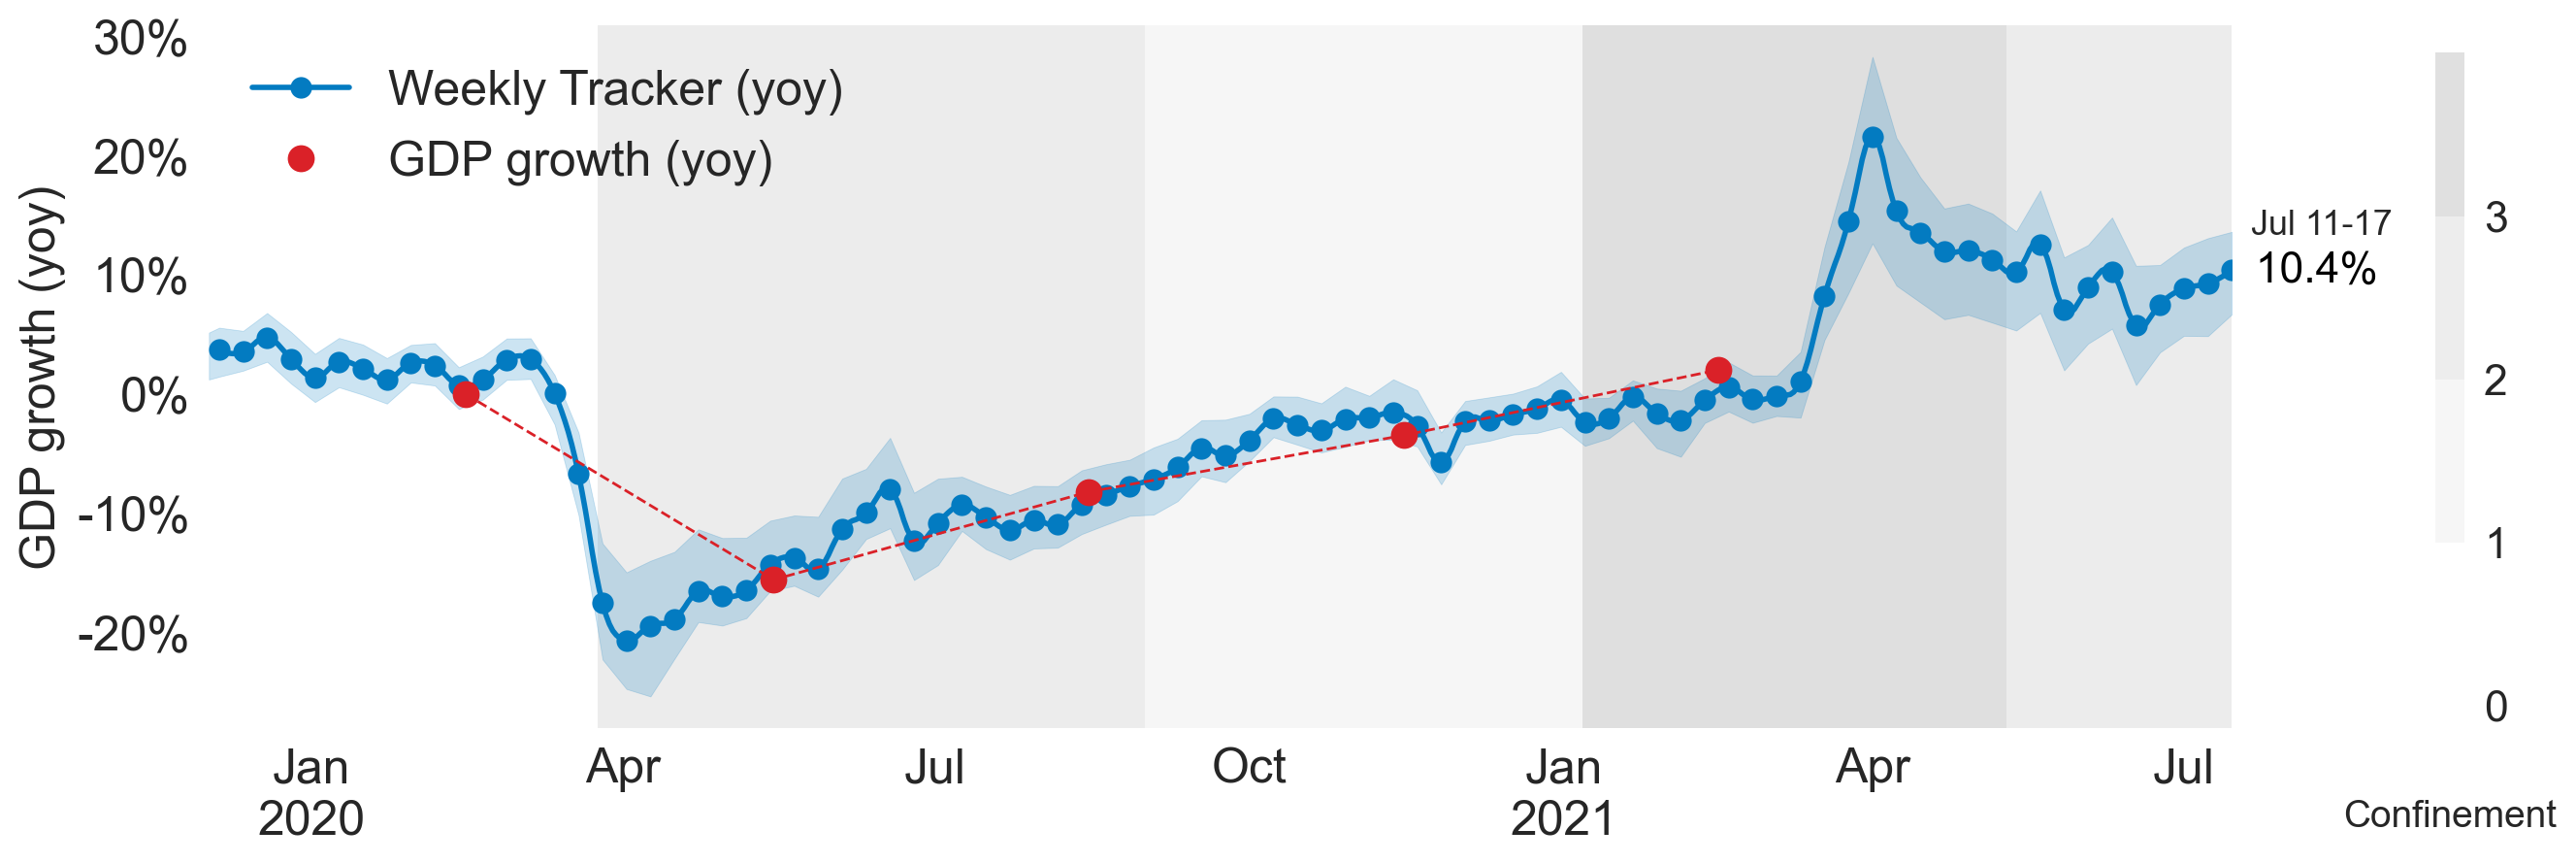 GDP growth (yoy)
30%
20%
10%
0%
-10%
-20%
Weekly Tracker (yoy)
GDP growth (yoy)
Jan
2020
Apr
Jul
Oct
Jan
2021
Apr
Jul
Jul 11-17
10.4%
3
2
1
0
Confinement